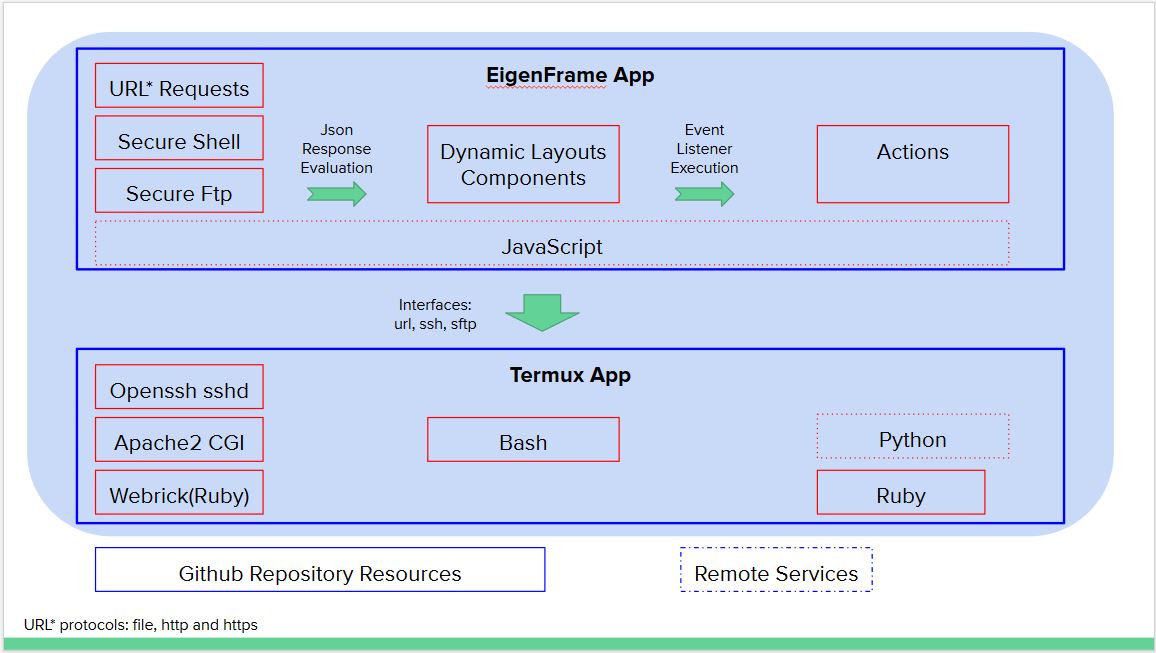 EigenFrame App
URL* Requests
Secure Shell
Secure Ftp
Json
Response
Evaluation
Dynamic Layouts
Components
Event
Listener
Execution
Actions
JavaScript
Interfaces:
url, ssh, sftp
Termux App
Openssh sshd
Apache2 CGI
Webrick(Ruby)
Bash
Python
Ruby
Github Repository Resources
Remote Services
URL* protocols: file, http and https